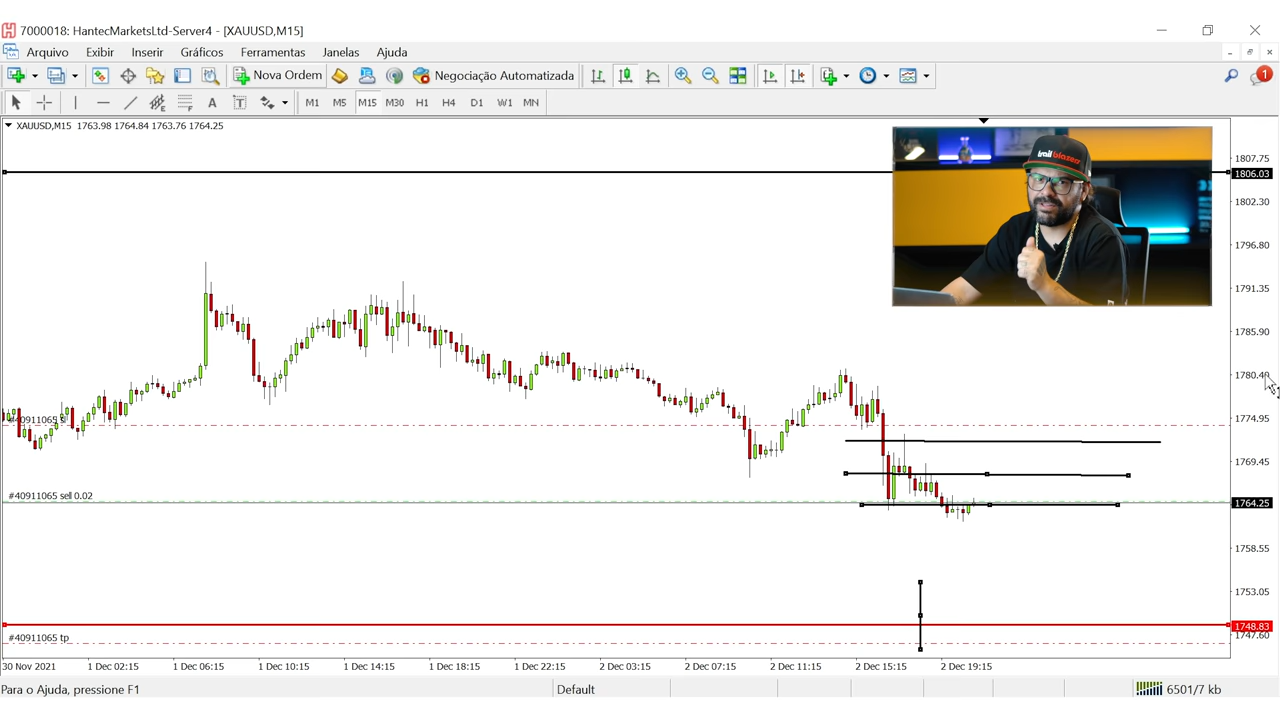 7000018: HantecMarketsLtd-Server4 - [XAUUSD,M15]
Arquivo Exibir Inserir Gráficos Ferramentas Janelas Ajuda
Nova Ordem Negociação Automatizada 1
A T M1 M5 M15 M30 H1 H4 D1 W1 MN
XAUUSD,M15 1763.98 1764.84 1763.76 1764.25
trailblazer
1807.75
1806.03
1802.30
1796.80
1791.35
1785.90
1780.40
1774.95
1769.45
1764.25
1758.55
1753.05
1748.83
1747.60
#40911065 sl
#40911065 sell 0.02
#40911065 tp
30 Nov 2021 1 Dec 02:15 1 Dec 06:15 1 Dec 10:15 1 Dec 14:15 1 Dec 18:15 1 Dec 22:15 2 Dec 03:15 2 Dec 07:15 2 Dec 11:15 2 Dec 15:15 2 Dec 19:15
Para o Ajuda, pressione F1 Default 6501/7 kb